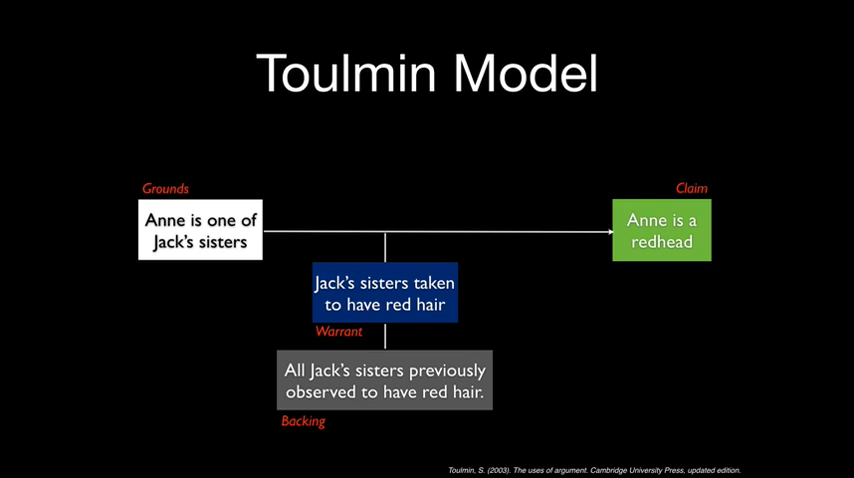 Toulmin Model
Grounds
Claim
Anne is one of
Jack's sisters
Anne is a
redhead
Jack's sisters taken
to have red hair
Warrant
All Jack's sisters previously
observed to have red hair.
Backing
Toulmin, S. (2003). The uses of argument. Cambridge University Press, updated edition.